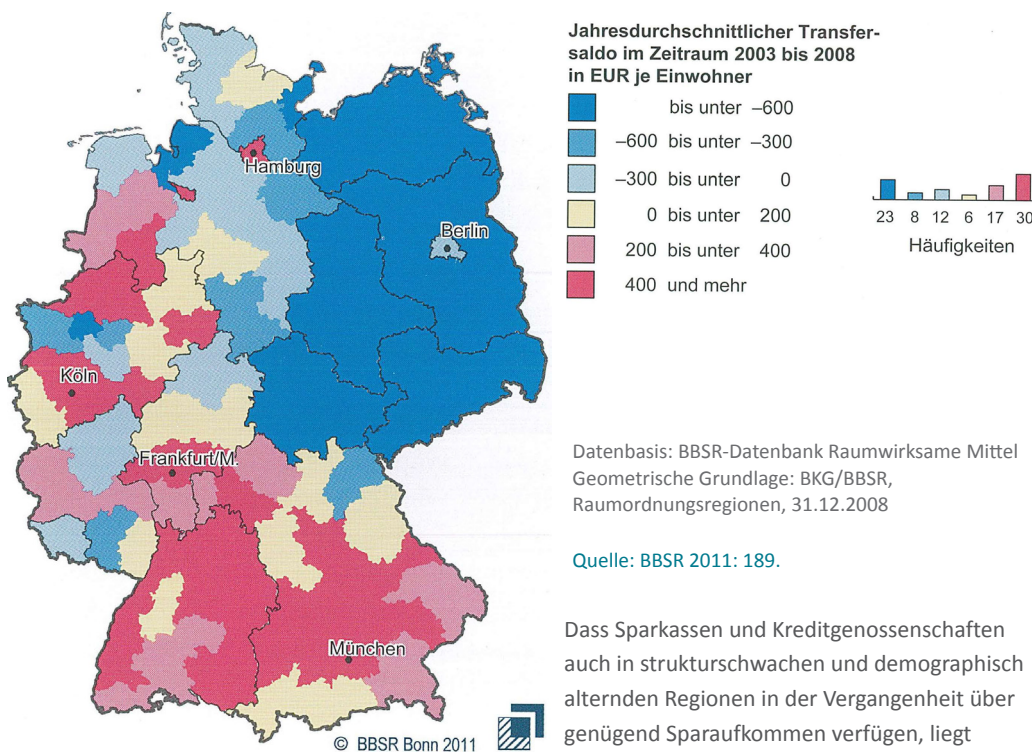 Jahresdurchschnittlicher Transfer-
saldo im Zeitraum 2003 bis 2008
in EUR je Einwohner
bis unter –600
–600 bis unter –300
–300 bis unter 0
0 bis unter 200
200 bis unter 400
400 und mehr
23 8 12 6 17 30
Häufigkeiten
Hamburg
Berlin
Köln
Frankfurt/M.
München
© BBSR Bonn 2011
Datenbasis: BBSR-Datenbank Raumwirksame Mittel
Geometrische Grundlage: BKG/BBSR,
Raumordnungsregionen, 31.12.2008
Quelle: BBSR 2011: 189.
Dass Sparkassen und Kreditgenossenschaften
auch in strukturschwachen und demographisch
alternden Regionen in der Vergangenheit über
genügend Sparaufkommen verfügen, liegt